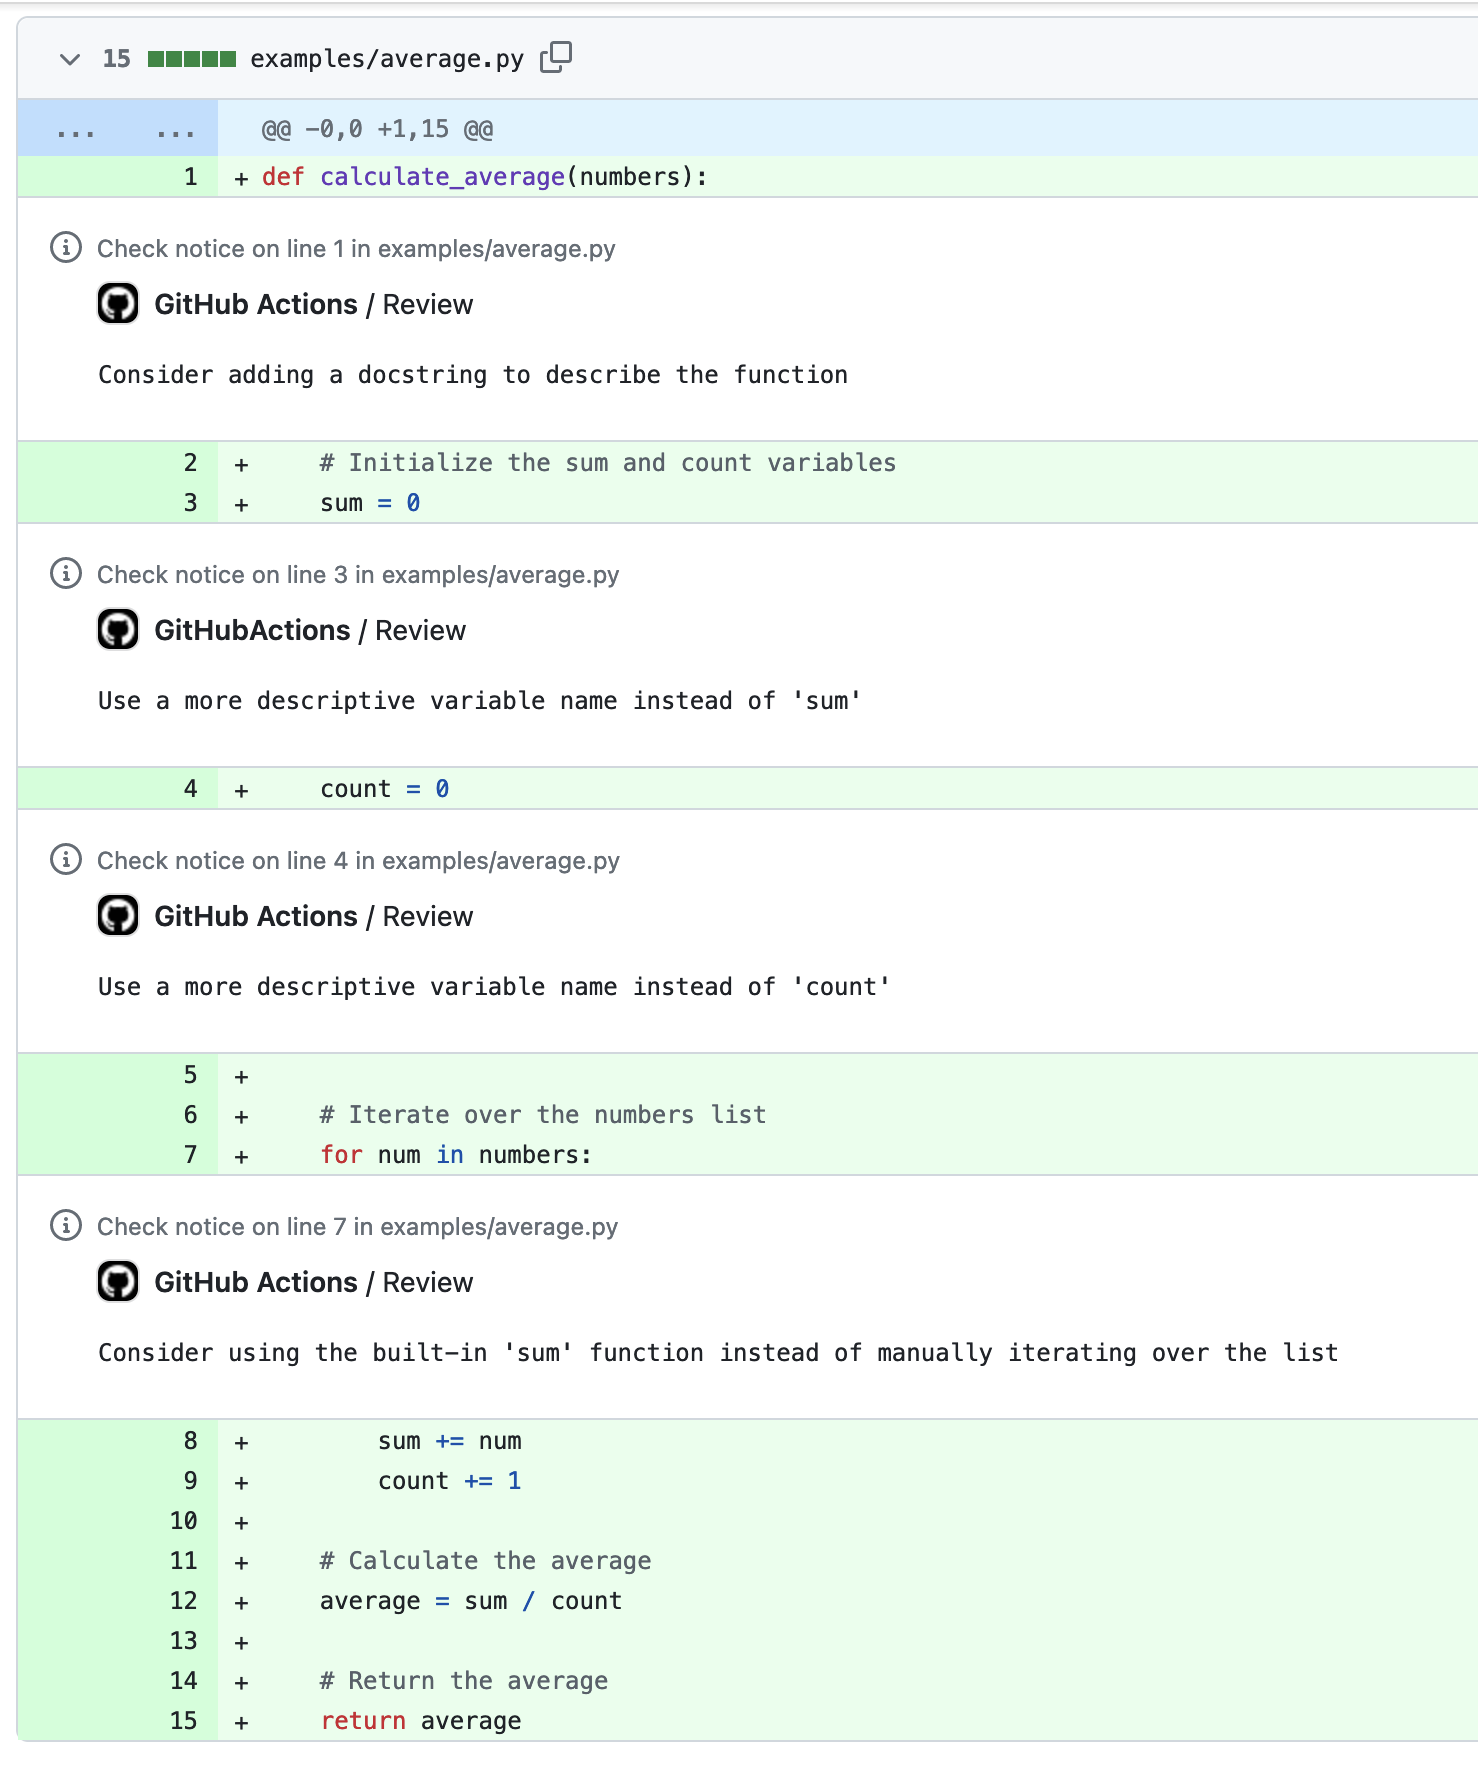 15 examples/average.py
... ... @@ -0,0 +1,15 @@
1 + def calculate_average(numbers):
Check notice on line 1 in examples/average.py
GitHub Actions / Review
Consider adding a docstring to describe the function
2 +     # Initialize the sum and count variables
3 +     sum = 0
Check notice on line 3 in examples/average.py
GitHubActions / Review
Use a more descriptive variable name instead of 'sum'
4 +     count = 0
Check notice on line 4 in examples/average.py
GitHub Actions / Review
Use a more descriptive variable name instead of 'count'
5 +
6 +     # Iterate over the numbers list
7 +     for num in numbers:
Check notice on line 7 in examples/average.py
GitHub Actions / Review
Consider using the built-in 'sum' function instead of manually iterating over the list
8 +         sum += num
9 +         count += 1
10 +
11 +     # Calculate the average
12 +     average = sum / count
13 +
14 +     # Return the average
15 +     return average